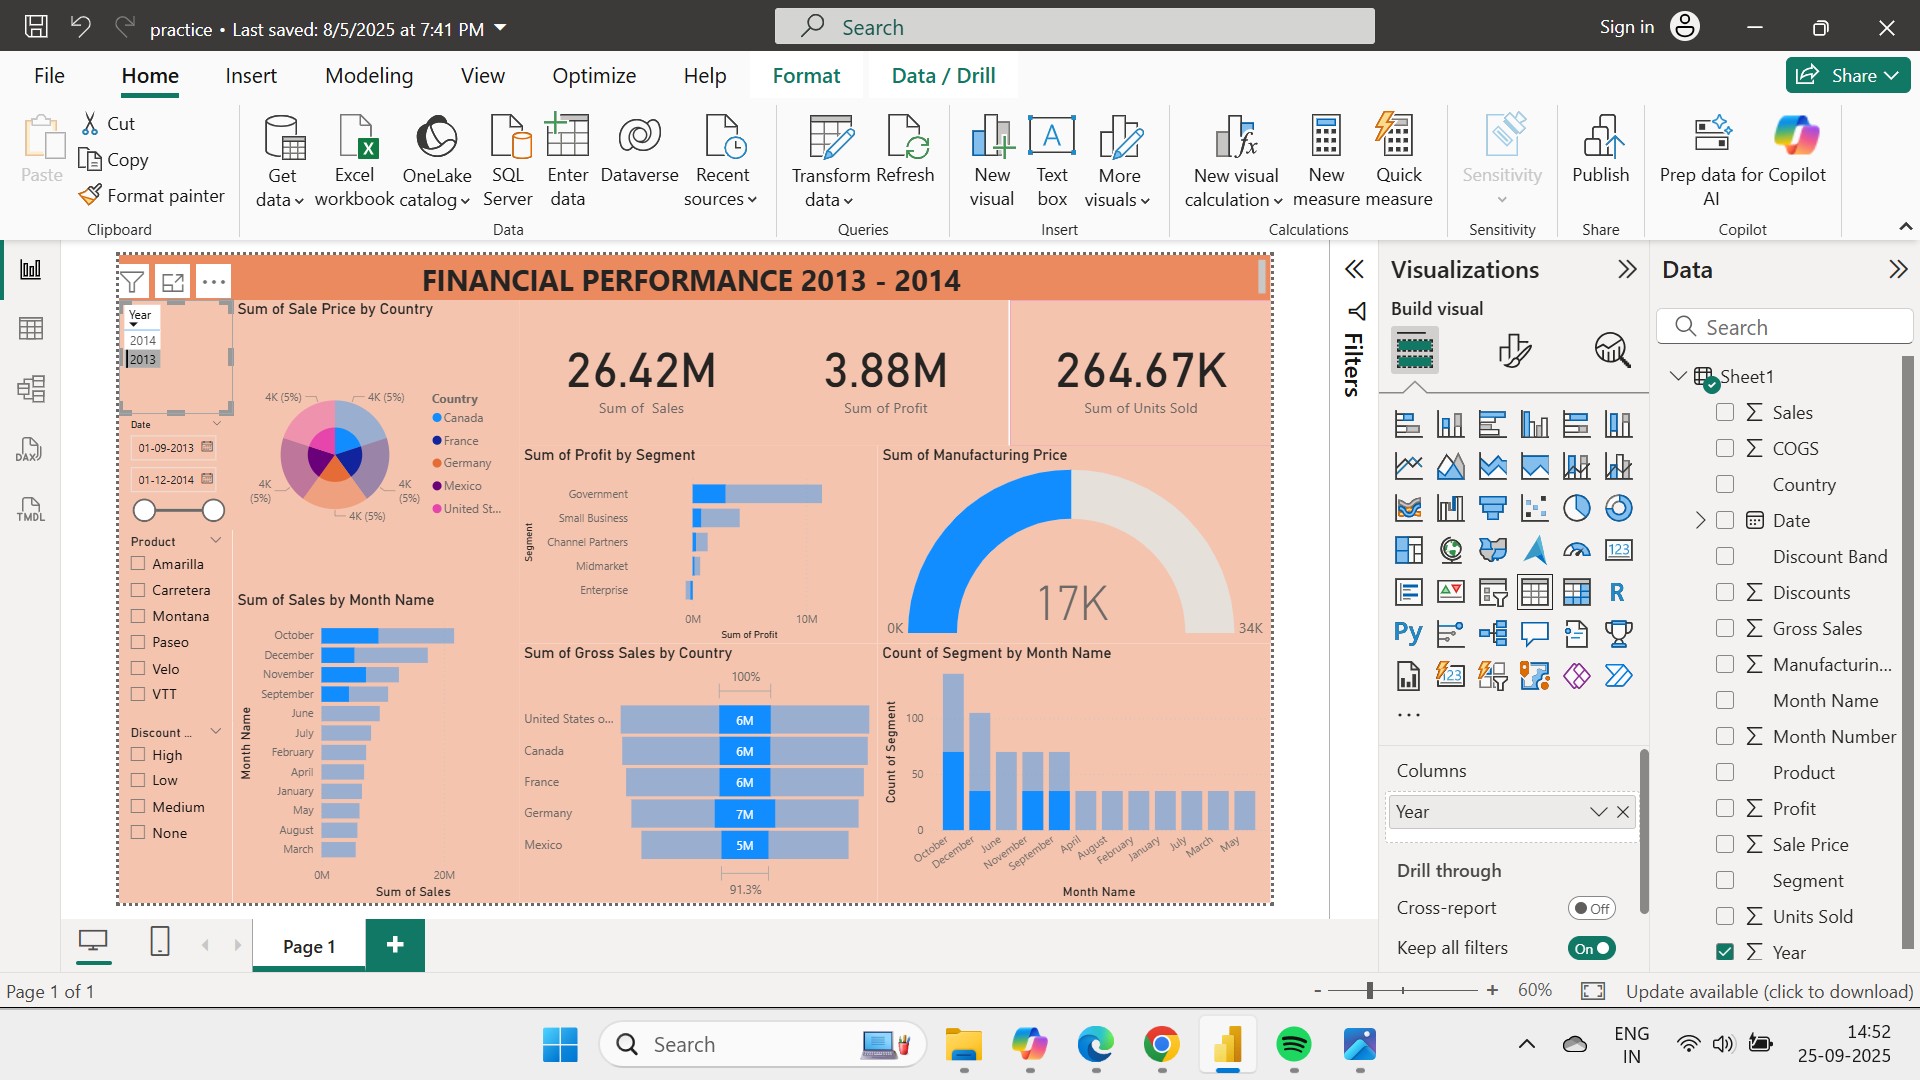 practice • Last saved: 8/5/2025 at 7:41 PM
Search
Sign in
File Home Insert Modeling View Optimize Help Format Data / Drill
Share
Paste
Cut
Copy
Format painter
Clipboard
Get data
Excel workbook
OneLake catalog
SQL Server
Enter data
Dataverse
Recent sources
Data
Transform data
Refresh
Queries
New visual
Text box
More visuals
Insert
New visual calculation
New measure
Quick measure
Calculations
Sensitivity
Sensitivity
Publish
Share
Prep data for AI
Copilot
Copilot
FINANCIAL PERFORMANCE 2013 - 2014
Year
2014
2013
Date
01-09-2013
01-12-2014
Product
Amarilla
Carretera
Montana
Paseo
Velo
VTT
Discount ...
High
Low
Medium
None
Sum of Sale Price by Country
4K (5%)
4K (5%)
4K (5%)
4K (5%)
4K (5%)
Country
Canada
France
Germany
Mexico
United St...
26.42M
Sum of Sales
3.88M
Sum of Profit
264.67K
Sum of Units Sold
Sum of Profit by Segment
Segment
Government
Small Business
Channel Partners
Midmarket
Enterprise
0M 10M
Sum of Profit
Sum of Manufacturing Price
17K
0K
34K
Sum of Sales by Month Name
Month Name
October
December
November
September
June
July
February
April
January
May
August
March
0M 20M
Sum of Sales
Sum of Gross Sales by Country
100%
United States o... 6M
Canada 6M
France 6M
Germany 7M
Mexico 5M
91.3%
Count of Segment by Month Name
Count of Segment
100
50
0
October December June November September April August February January July March May
Month Name
Filters
Visualizations
Build visual
123
R
Py
123
...
Columns
Year
Drill through
Cross-report
Off
Keep all filters
On
Data
Search
Sheet1
Sales
COGS
Country
Date
Discount Band
Discounts
Gross Sales
Manufacturin...
Month Name
Month Number
Product
Profit
Sale Price
Segment
Units Sold
Year
DAX
TMDL
Page 1
Page 1 of 1
- + 60%
Update available (click to download)
Search
ENG
IN
14:52
25-09-2025